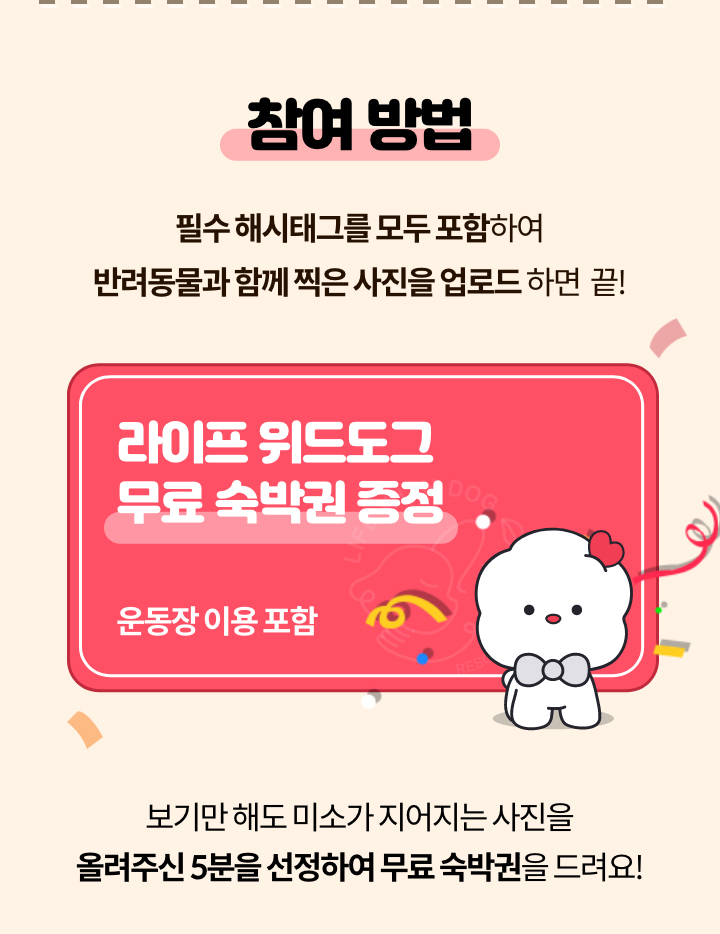 참여 방법
필수 해시태그를 모두 포함하여
반려동물과 함께 찍은 사진을 업로드 하면 끝!
라이프 위드도그
무료 숙박권 증정
운동장 이용 포함
보기만 해도 미소가 지어지는 사진을
올려주신 5분을 선정하여 무료 숙박권을 드려요!